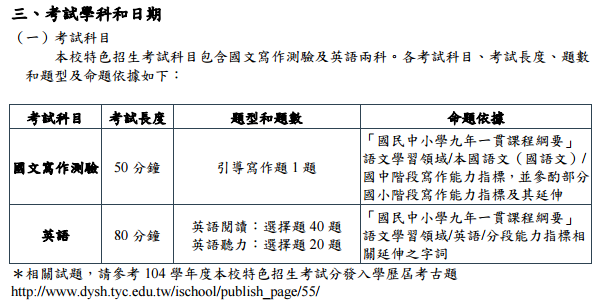 三、考試學科和日期
（一）考試科目
本校特色招生考試科目包含國文寫作測驗及英語兩科。各考試科目、考試長度、題數
和題型及命題依據如下：
考試科目 考試長度 題型和題數 命題依據
國文寫作測驗 50 分鐘 引導寫作題 1 題
「國民中小學九年一貫課程綱要」
語文學習領域/本國語文（國語文）/
國中階段寫作能力指標，並參酌部分
國小階段寫作能力指標及其延伸
英語 80 分鐘
英語閱讀：選擇題 40 題
英語聽力：選擇題 20 題
「國民中小學九年一貫課程綱要」
語文學習領域/英語/分段能力指標相
關延伸之字詞
＊相關試題，請參考 104 學年度本校特色招生考試分發入學歷屆考古題
http://www.dysh.tyc.edu.tw/ischool/publish_page/55/